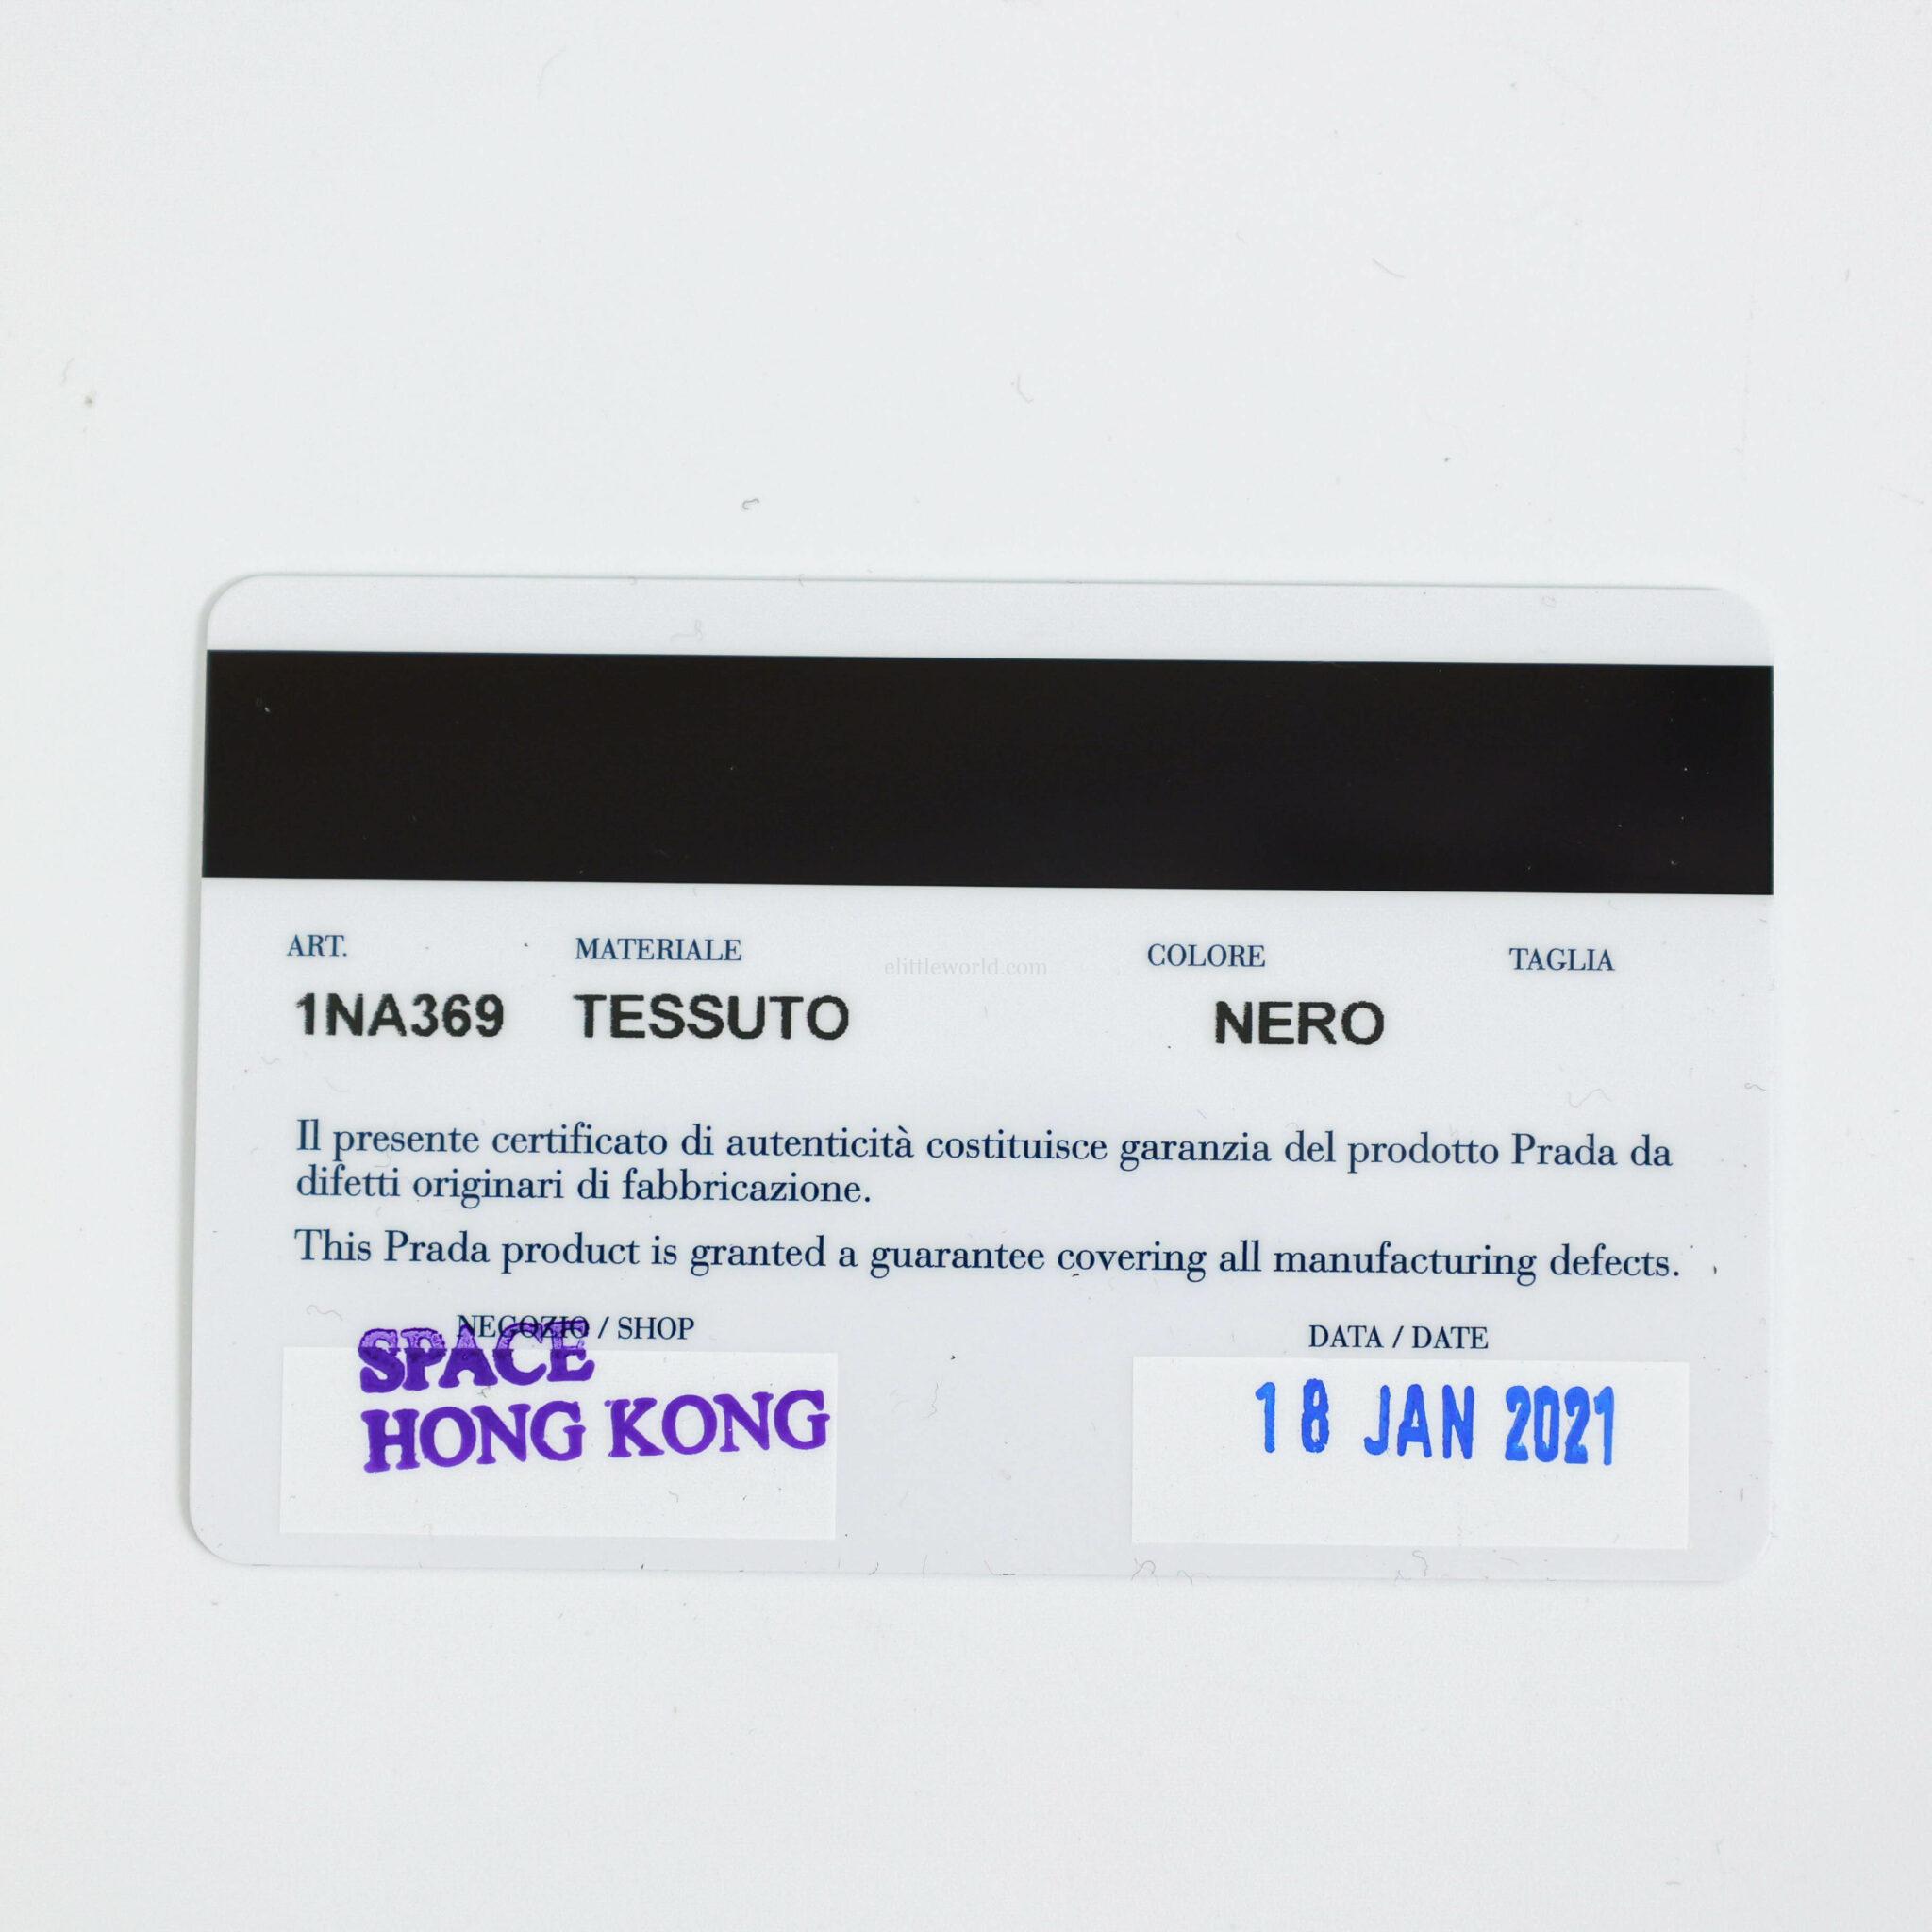 ART. MATERIALE COLORE TAGLIA
1NA369 TESSUTO NERO
elittleworld.com
Il presente certificato di autenticità costituisce garanzia del prodotto Prada da
difetti originari di fabbricazione.
This Prada product is granted a guarantee covering all manufacturing defects.
NEGOZIO / SHOP DATA / DATE
SPACE
HONG KONG
18 JAN 2021